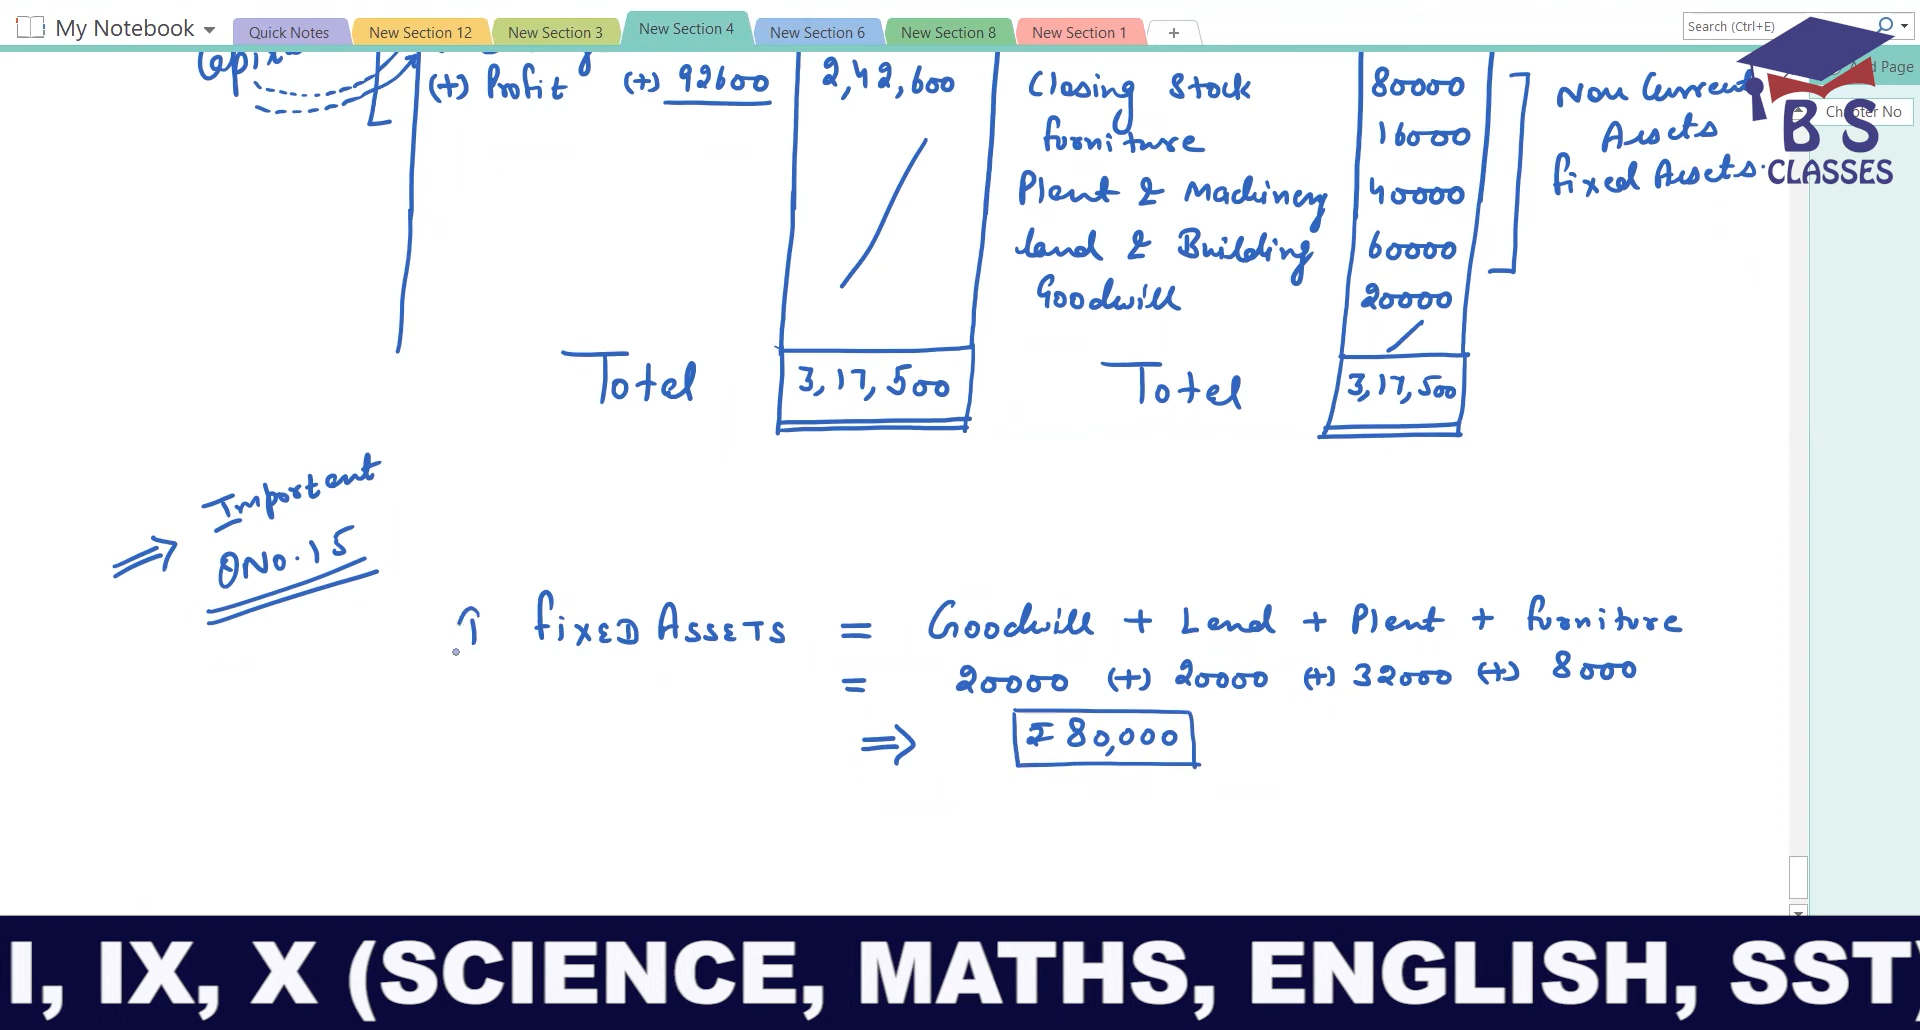 My Notebook
Quick Notes
New Section 12
New Section 3
New Section 4
New Section 6
New Section 8
New Section 1
+
Search (Ctrl+E)
d Page
Ch ter No
B S
CLASSES
(+) Profit (+) 92600 2,42,600 Closing Stock 80000
furniture 16000
Plant & Machinery 40000
Land & Building 60000
Goodwill 20000
Non Current
Assets
fixed Assets.
Total 3,17,500 Total 3,17,500
Important
QNo.15
1 fixED ASSETS = Goodwill + Land + Plant + furniture
= 20000 (+) 20000 (+) 32000 (+) 8000
⇒ ₹ 80,000
I, IX, X (SCIENCE, MATHS, ENGLISH, SST)